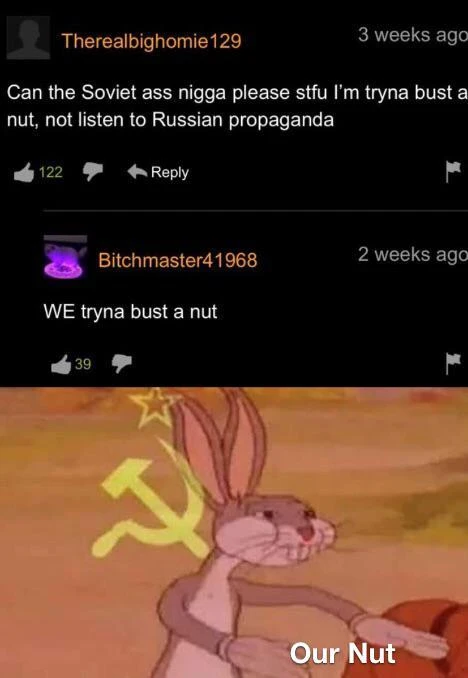 Therealbighomie129
3 weeks ago
Can the Soviet ass nigga please stfu I'm tryna bust a
nut, not listen to Russian propaganda
122
Reply
Bitchmaster41968
2 weeks ago
WE tryna bust a nut
39
Our Nut